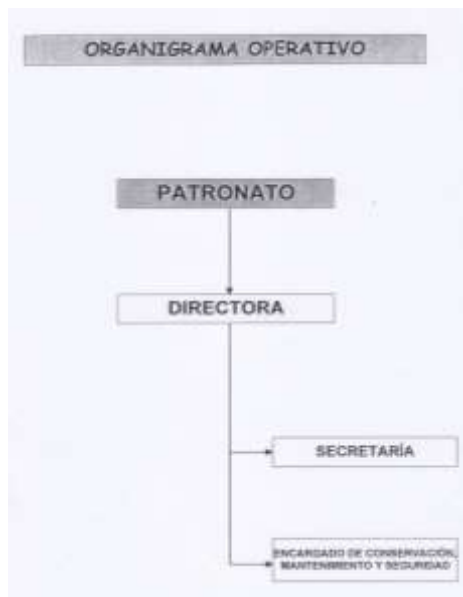 ORGANIGRAMA OPERATIVO
PATRONATO
DIRECTORA
SECRETARÍA
ENCARGADO DE CONSERVACIÓN,
MANTENIMIENTO Y SEGURIDAD